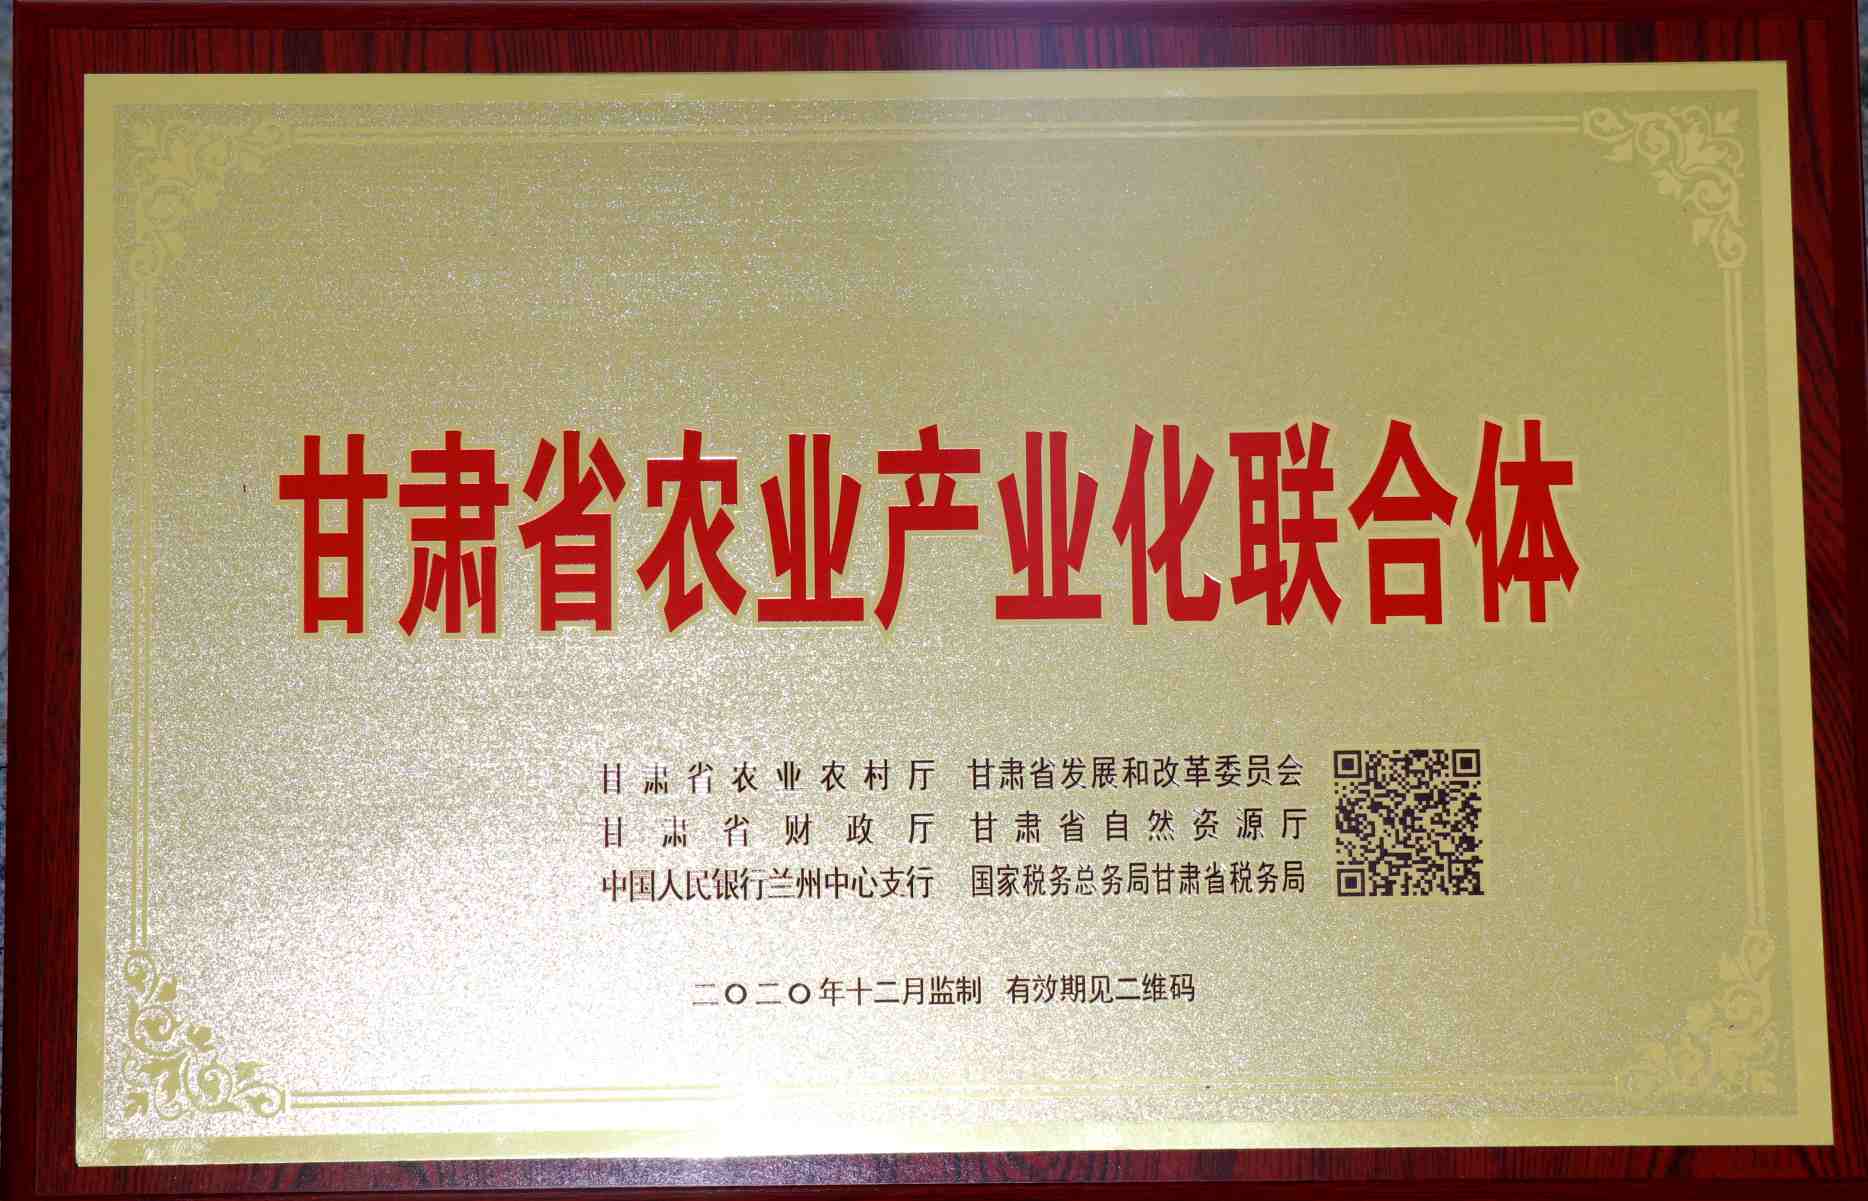 甘肃省农业产业化联合体
甘肃省农业农村厅 甘肃省发展和改革委员会
甘肃省财政厅 甘肃省自然资源厅
中国人民银行兰州中心支行 国家税务总务局甘肃省税务局
二〇二〇年十二月监制 有效期见二维码